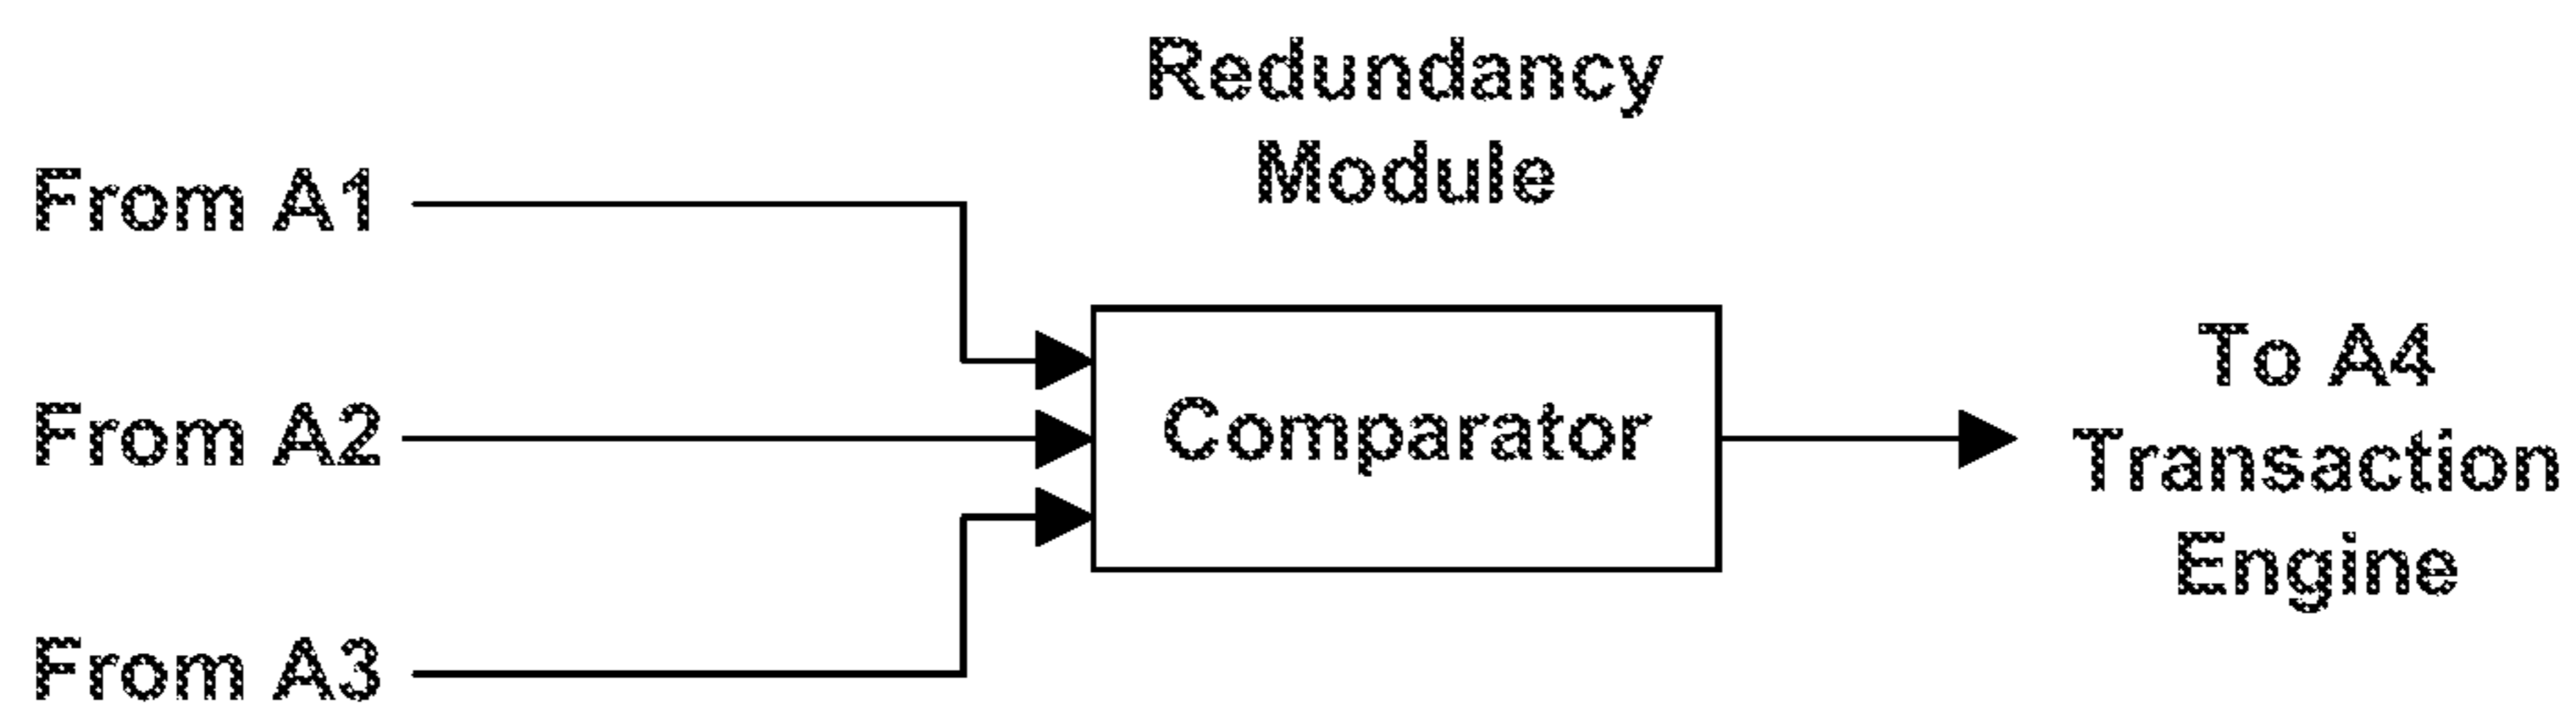 Redundancy
Module
From A1
From A2
From A3
Comparator
To A4
Transaction
Engine